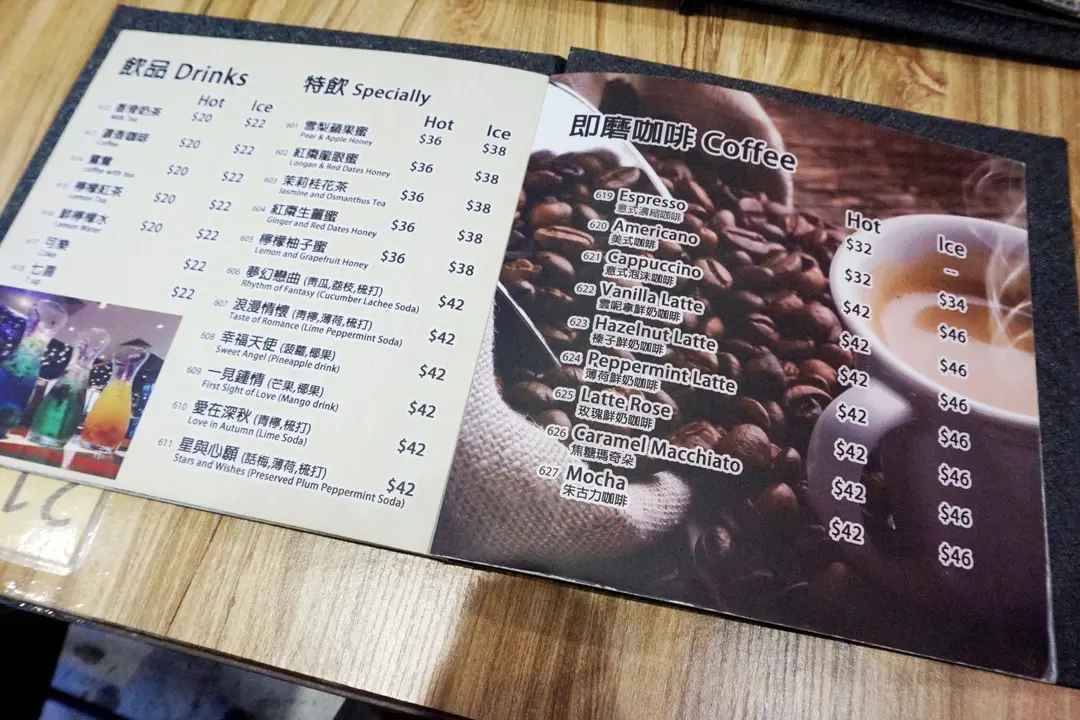 飲品 Drinks
Hot Ice
港滑奶茶 $20 $22
Milk Tea
濃香咖啡 $20 $22
Coffee
鴛鴦 $20 $22
coffee with tea
檸檬紅茶 $20 $22
Lemon Tea
檸檬水 $20 $22
Lemon Water
可樂 $22
Coke
七喜 $22
7 up
特飲 Specially
Hot Ice
601 雪梨蘋果蜜 $36 $38
Pear & Apple Honey
602 紅棗龍眼蜜 $36 $38
Longan & Red Dates Honey
603 茉莉桂花茶 $36 $38
Jasmine and Osmanthus Tea
604 紅棗生薑蜜 $36 $38
Ginger and Red Dates Honey
605 檸檬柚子蜜 $36 $38
Lemon and Grapefruit Honey
606 夢幻戀曲 (青瓜,荔枝,梳打) $42
Rhythm of Fantasy (Cucumber Lachee Soda)
607 浪漫情懷 (青檸,薄荷,梳打) $42
Taste of Romance (Lime Peppermint Soda)
608 幸福天使 (菠蘿,椰果) $42
Sweet Angel (Pineapple drink)
609 一見鍾情 (芒果,椰果) $42
First Sight of Love (Mango drink)
610 愛在深秋 (青檸,梳打) $42
Love in Autumn (Lime Soda)
611 星與心願 (話梅,薄荷,梳打) $42
Stars and Wishes (Preserved Plum Peppermint Soda)
即磨咖啡 Coffee
Hot Ice
619 Espresso $32 -
意式濃縮咖啡
620 Americano $32 $34
美式咖啡
621 Cappuccino $42 $46
意式泡沫咖啡
622 Vanilla Latte $42 $46
雲呢拿鮮奶咖啡
623 Hazelnut Latte $42 $46
榛子鮮奶咖啡
624 Peppermint Latte $42 $46
薄荷鮮奶咖啡
625 Latte Rose $42 $46
玫瑰鮮奶咖啡
626 Caramel Macchiato $42 $46
焦糖瑪奇朵
627 Mocha $42 $46
朱古力咖啡
21